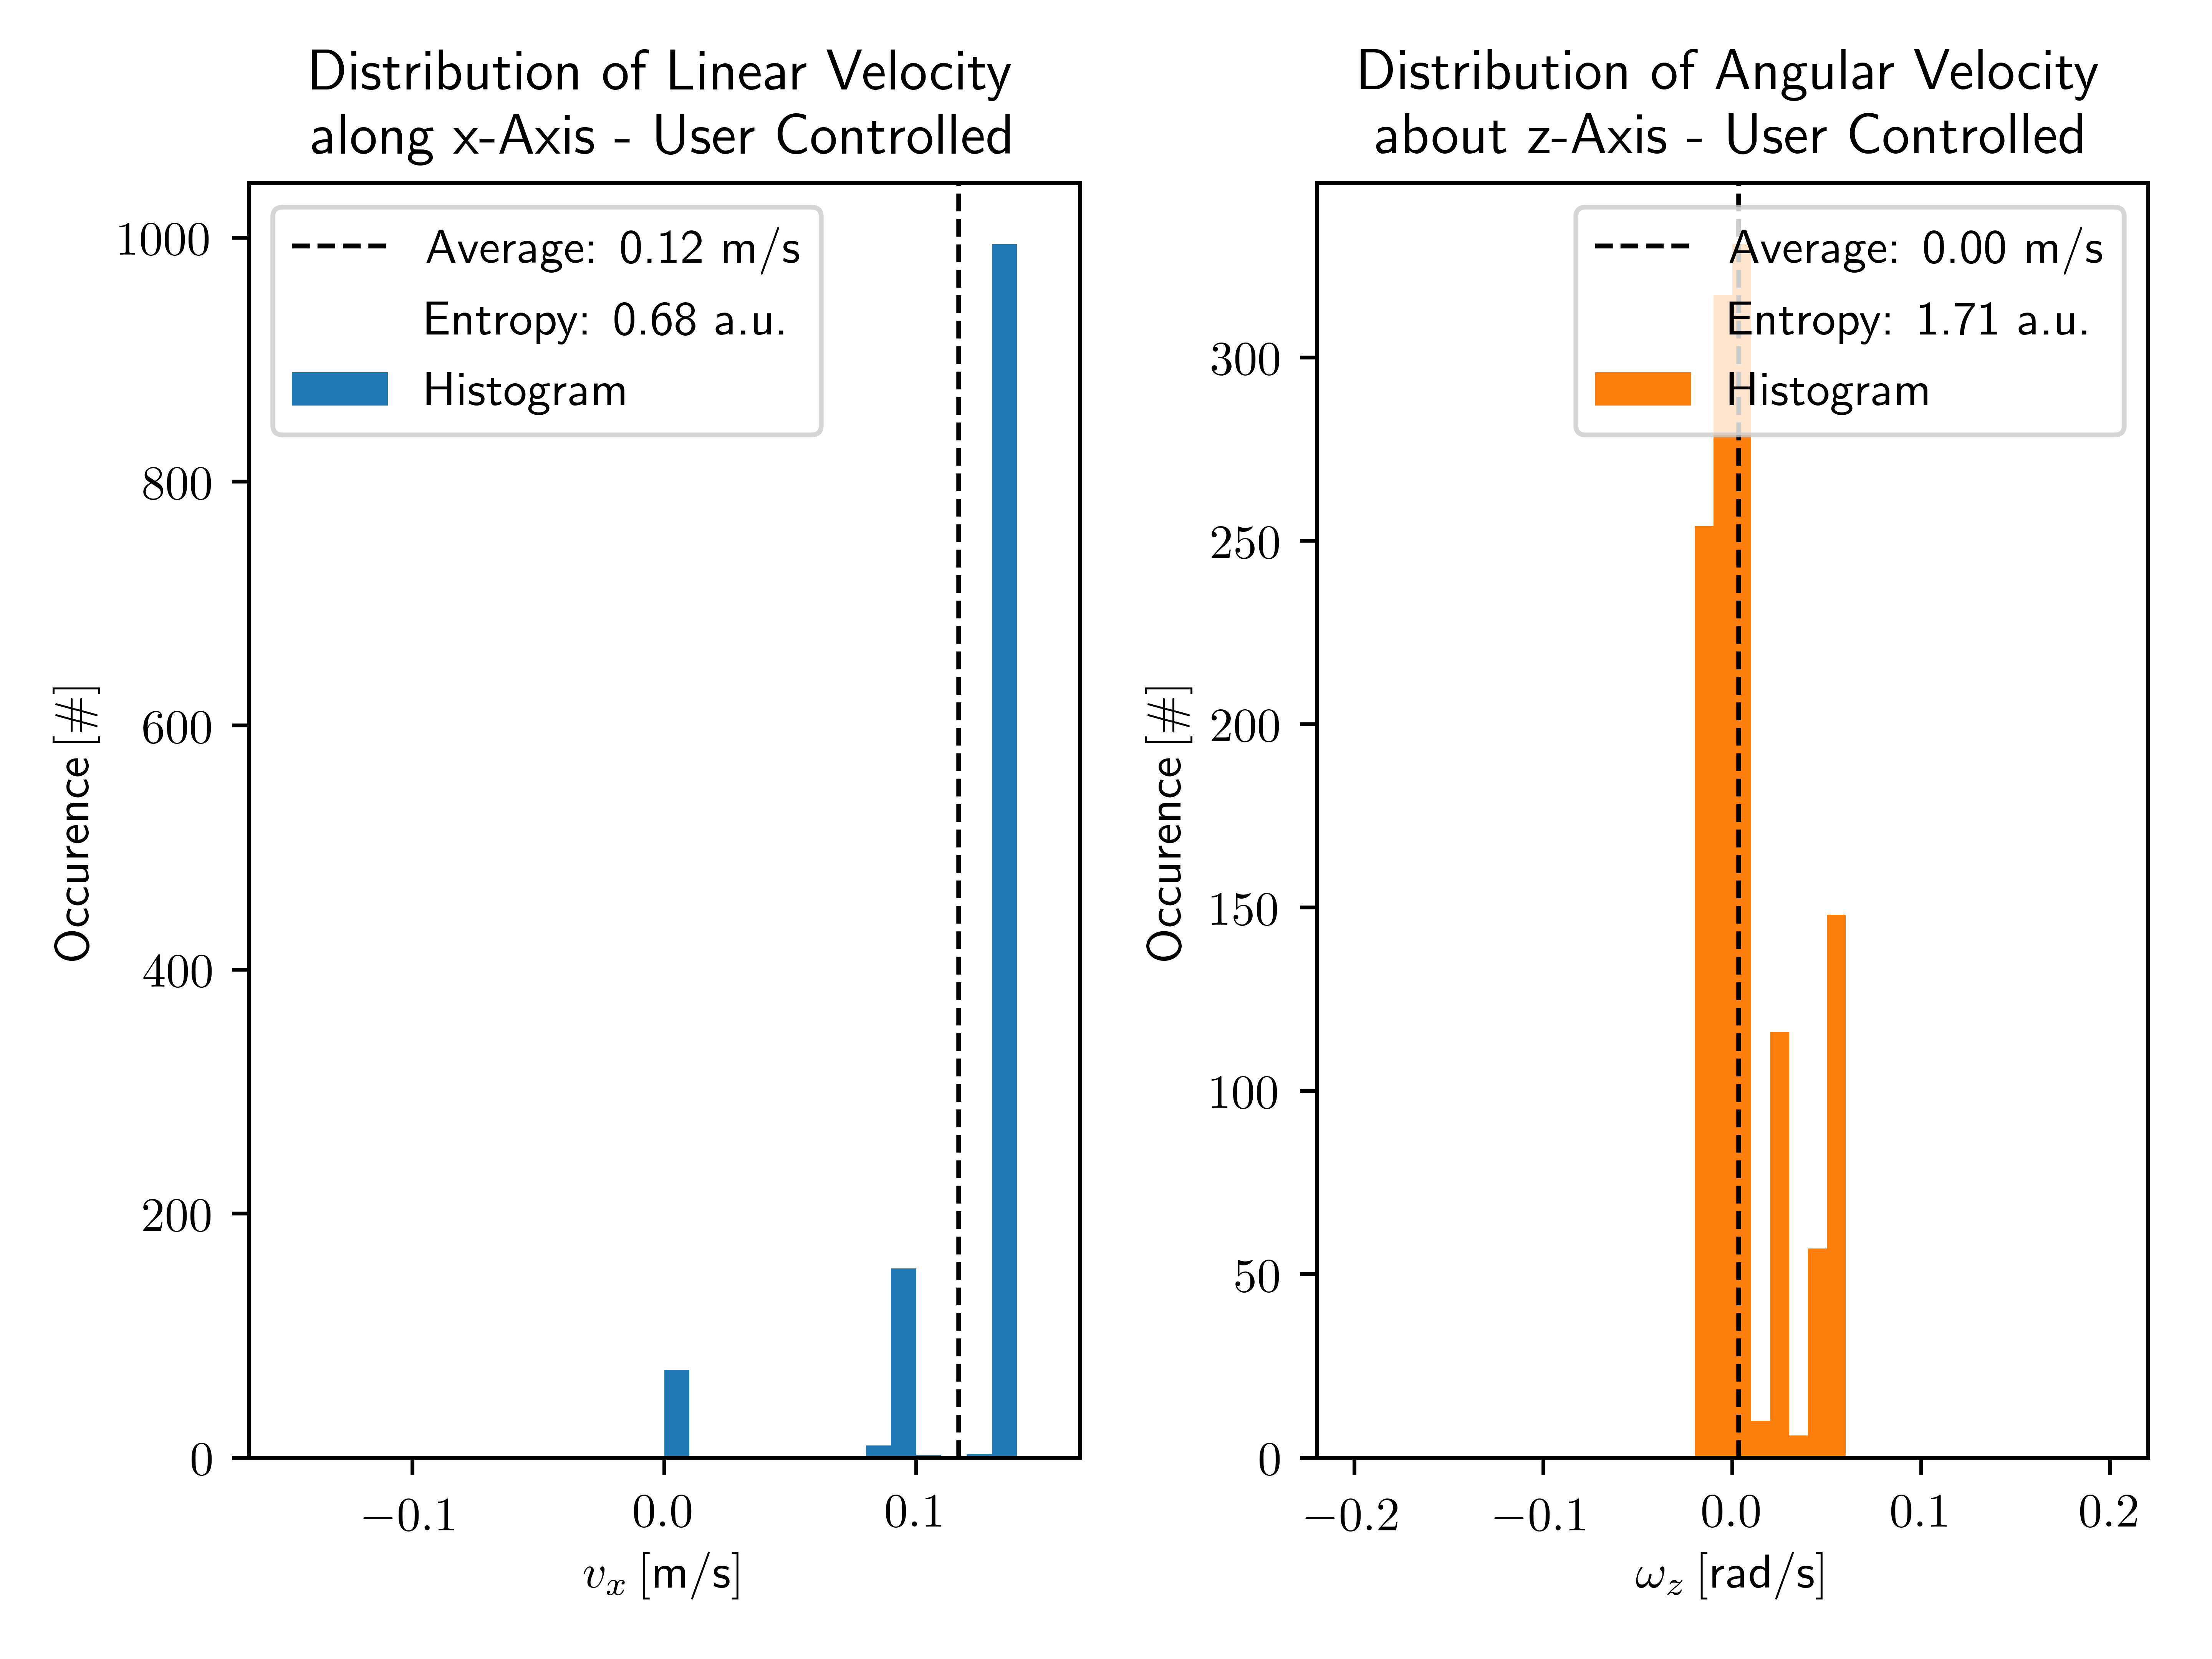 Distribution of Linear Velocity
along x-Axis - User Controlled
Average: 0.12 m/s
Entropy: 0.68 a.u.
Histogram
1000
800
600
400
200
0
Occurence [#]
−0.1
0.0
0.1
v_x [m/s]
Distribution of Angular Velocity
about z-Axis - User Controlled
Average: 0.00 m/s
Entropy: 1.71 a.u.
Histogram
300
250
200
150
100
50
0
Occurence [#]
−0.2
−0.1
0.0
0.1
0.2
ω_z [rad/s]